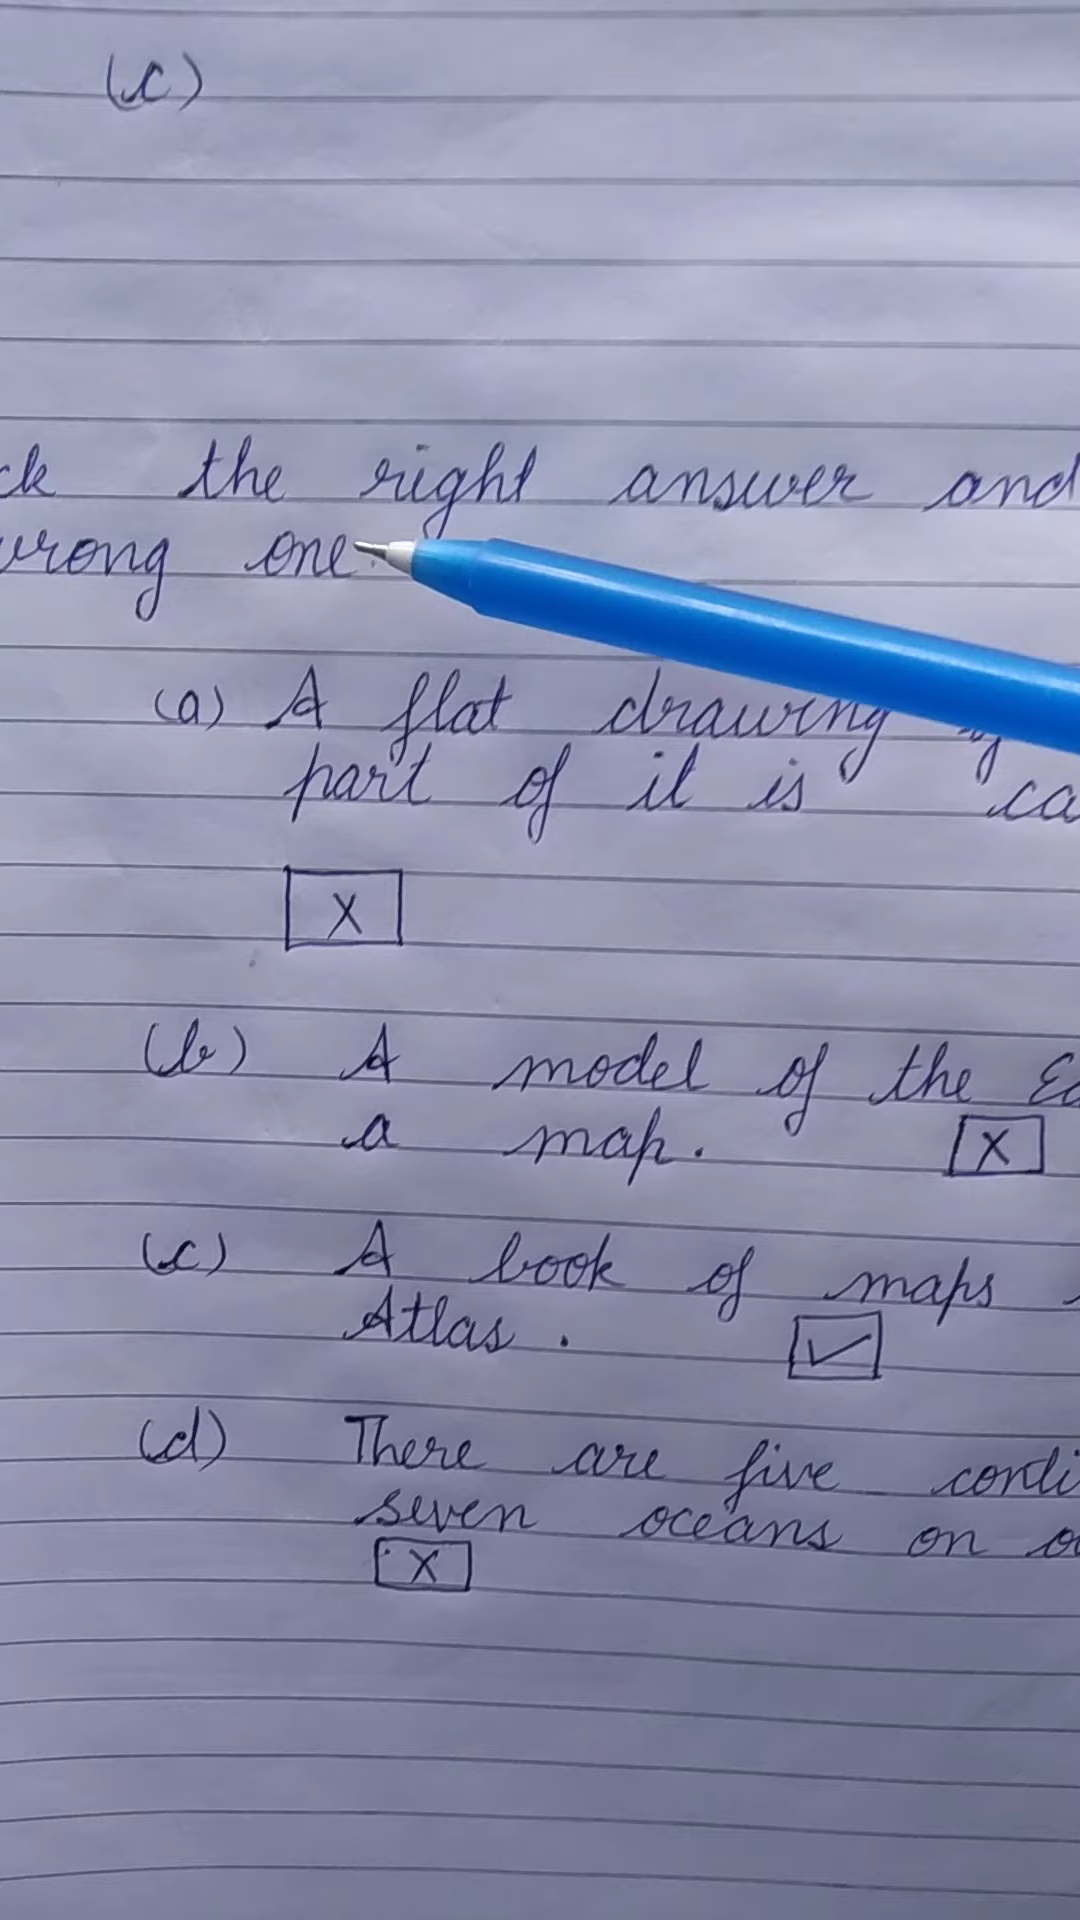 (c)
the right answer and
wrong one.
(a) A flat drawing
part of it is
X
(b) A model of the
a map. X
(c) A book of maps
Atlas. ✓
(d) There are five
seven oceans on
X